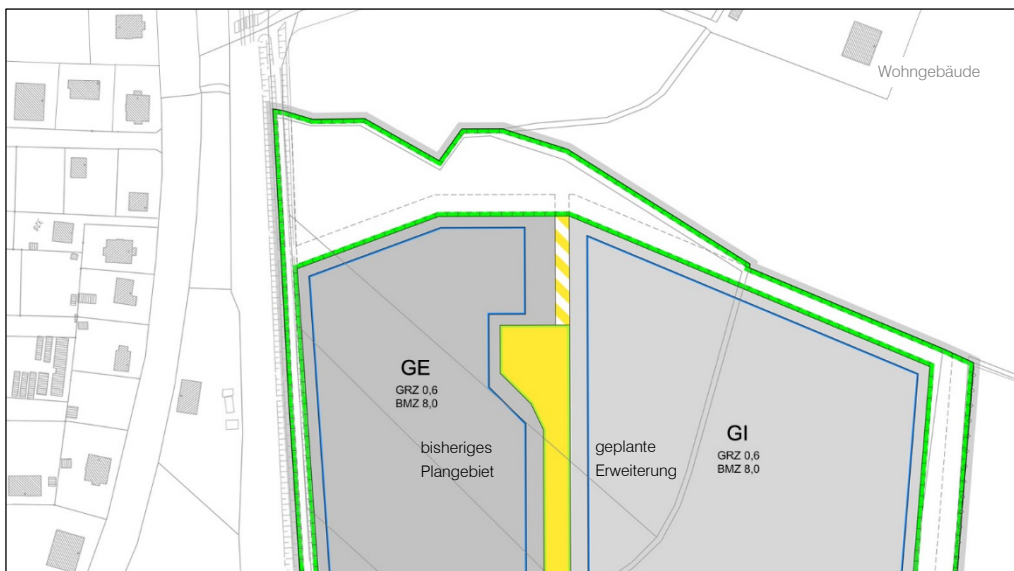 Wohngebäude
GE
GRZ 0,6
BMZ 8,0
bisheriges
Plangebiet
geplante
Erweiterung
GI
GRZ 0,6
BMZ 8,0